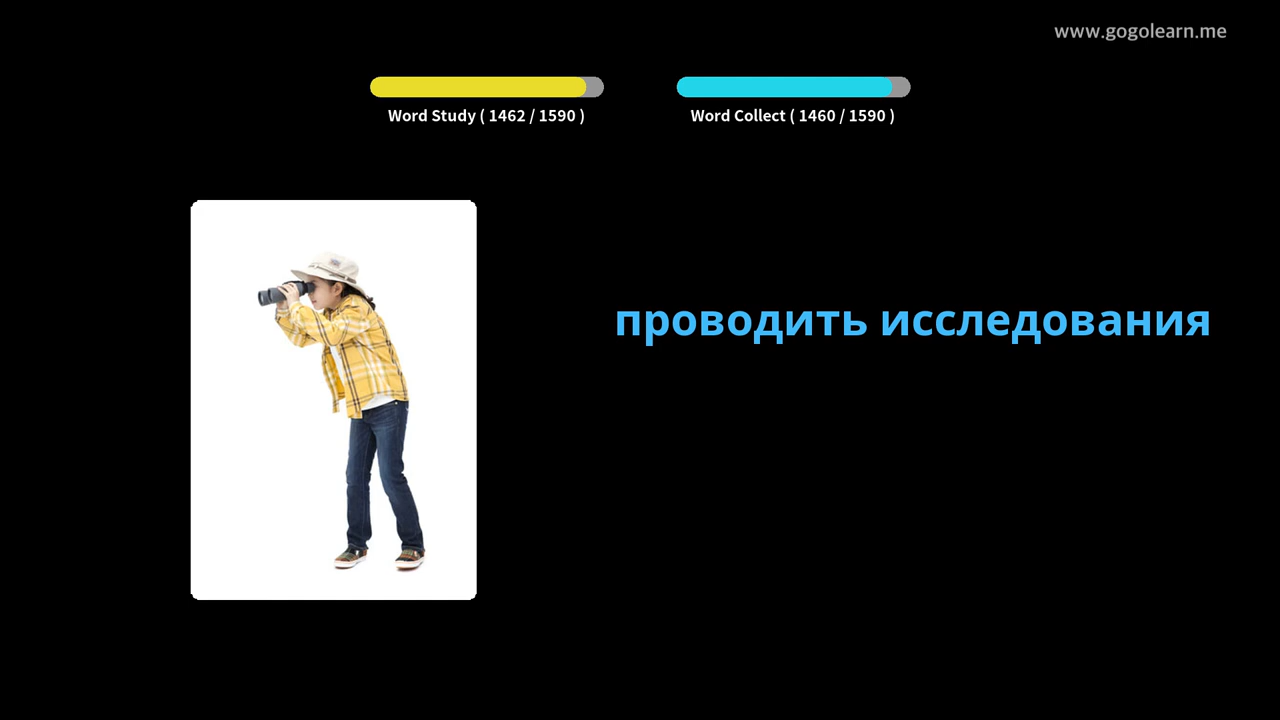 www.gogolearn.me
Word Study ( 1462 / 1590 )
Word Collect ( 1460 / 1590 )
проводить исследования